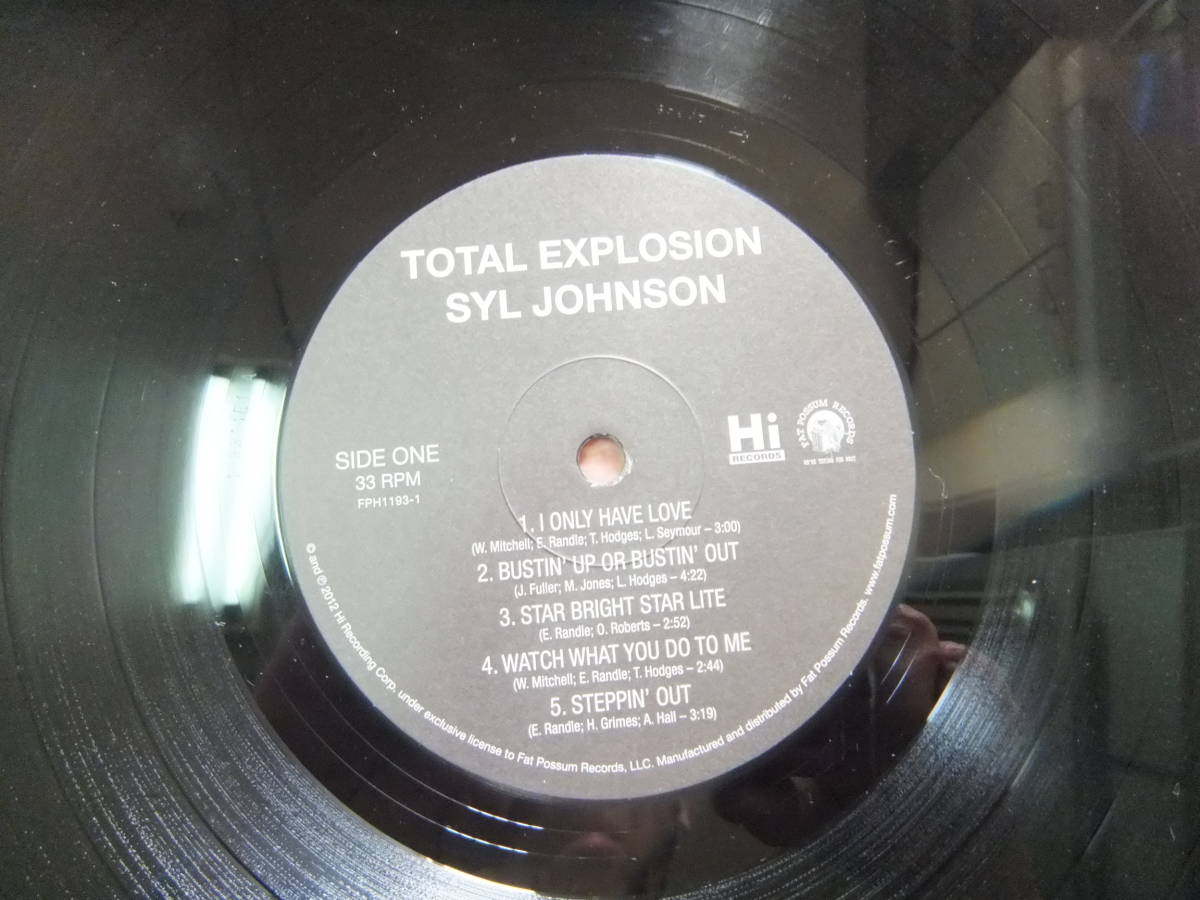 TOTAL EXPLOSION
SYL JOHNSON
Hi
RECORDS
FAT POSSUM RECORDS
SIDE ONE
33 RPM
FPH1193-1
1. I ONLY HAVE LOVE
(W. Mitchell; E. Randle; T. Hodges; L. Seymour – 3:00)
2. BUSTIN' UP OR BUSTIN' OUT
(J. Fuller; M. Jones; L. Hodges – 4:22)
3. STAR BRIGHT STAR LITE
(E. Randle; O. Roberts – 2:52)
4. WATCH WHAT YOU DO TO ME
(W. Mitchell; E. Randle; T. Hodges – 2:44)
5. STEPPIN' OUT
(E. Randle; H. Grimes; A. Hall – 3:19)
© and ℗ 2012 Hi Recording Corp. under exclusive license to Fat Possum Records, LLC. Manufactured and distributed by Fat Possum Records. www.fatpossum.com